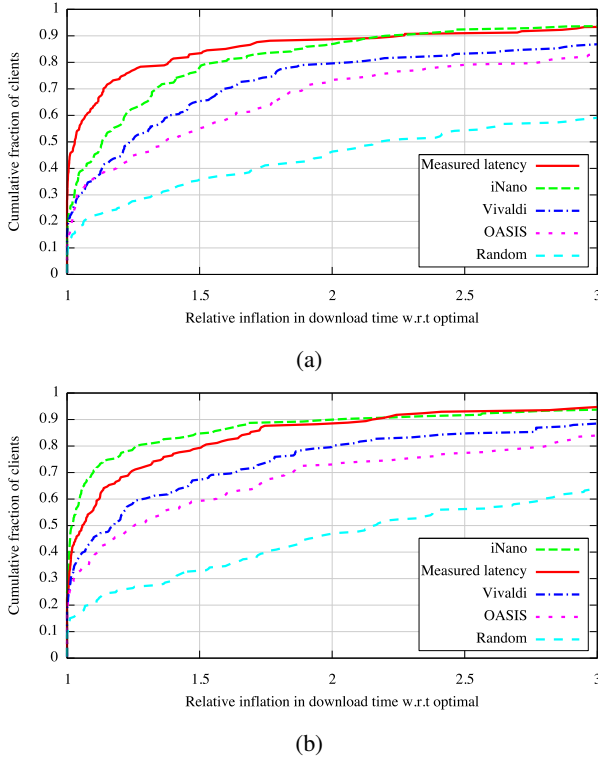 1
0.9
0.8
0.7
0.6
0.5
0.4
0.3
0.2
0.1
0
Cumulative fraction of clients
Measured latency
iNano
Vivaldi
OASIS
Random
1 1.5 2 2.5 3
Relative inflation in download time w.r.t optimal
(a)
1
0.9
0.8
0.7
0.6
0.5
0.4
0.3
0.2
0.1
0
Cumulative fraction of clients
iNano
Measured latency
Vivaldi
OASIS
Random
1 1.5 2 2.5 3
Relative inflation in download time w.r.t optimal
(b)